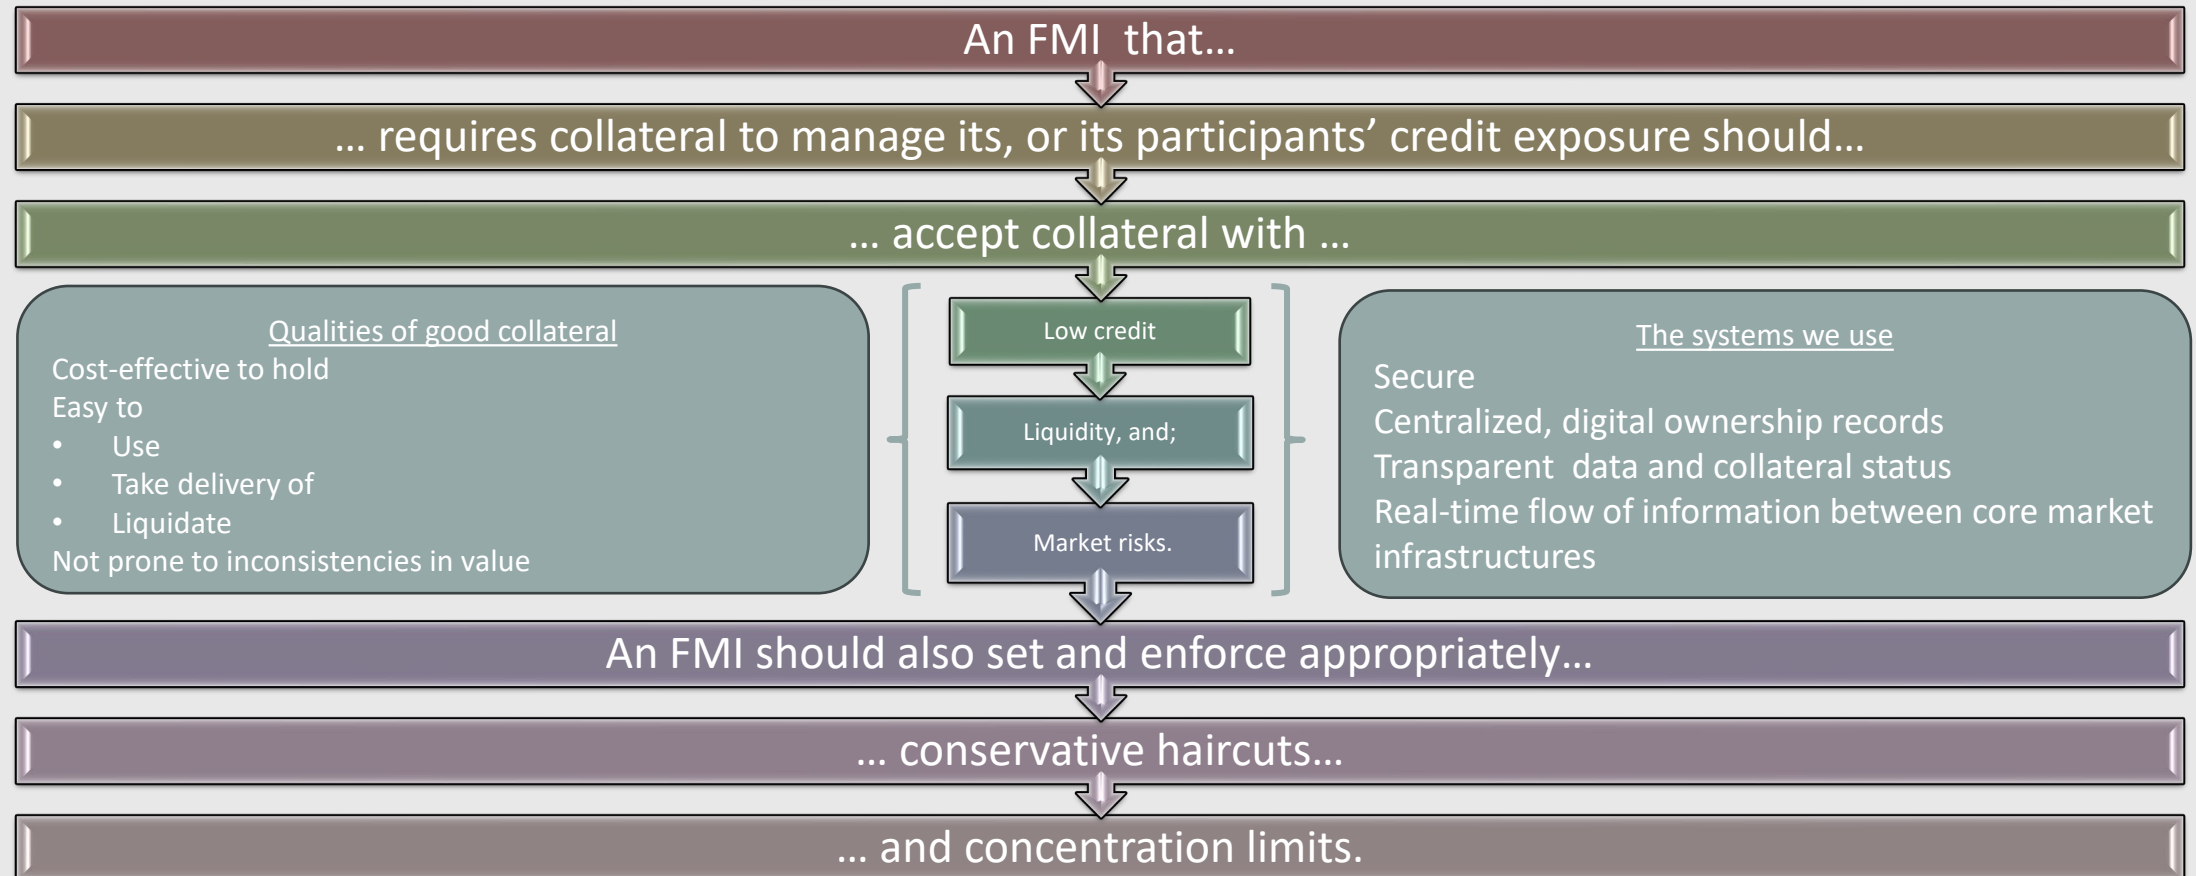 An FMI  that…
… requires collateral to manage its, or its participants’ credit exposure should…
… accept collateral with …
Qualities of good collateral
Cost-effective to hold
Easy to
• Use
• Take delivery of
• Liquidate
Not prone to inconsistencies in value
Low credit
Liquidity, and;
Market risks.
The systems we use
Secure
Centralized, digital ownership records
Transparent  data and collateral status
Real-time flow of information between core market
infrastructures
An FMI should also set and enforce appropriately…
… conservative haircuts…
… and concentration limits.